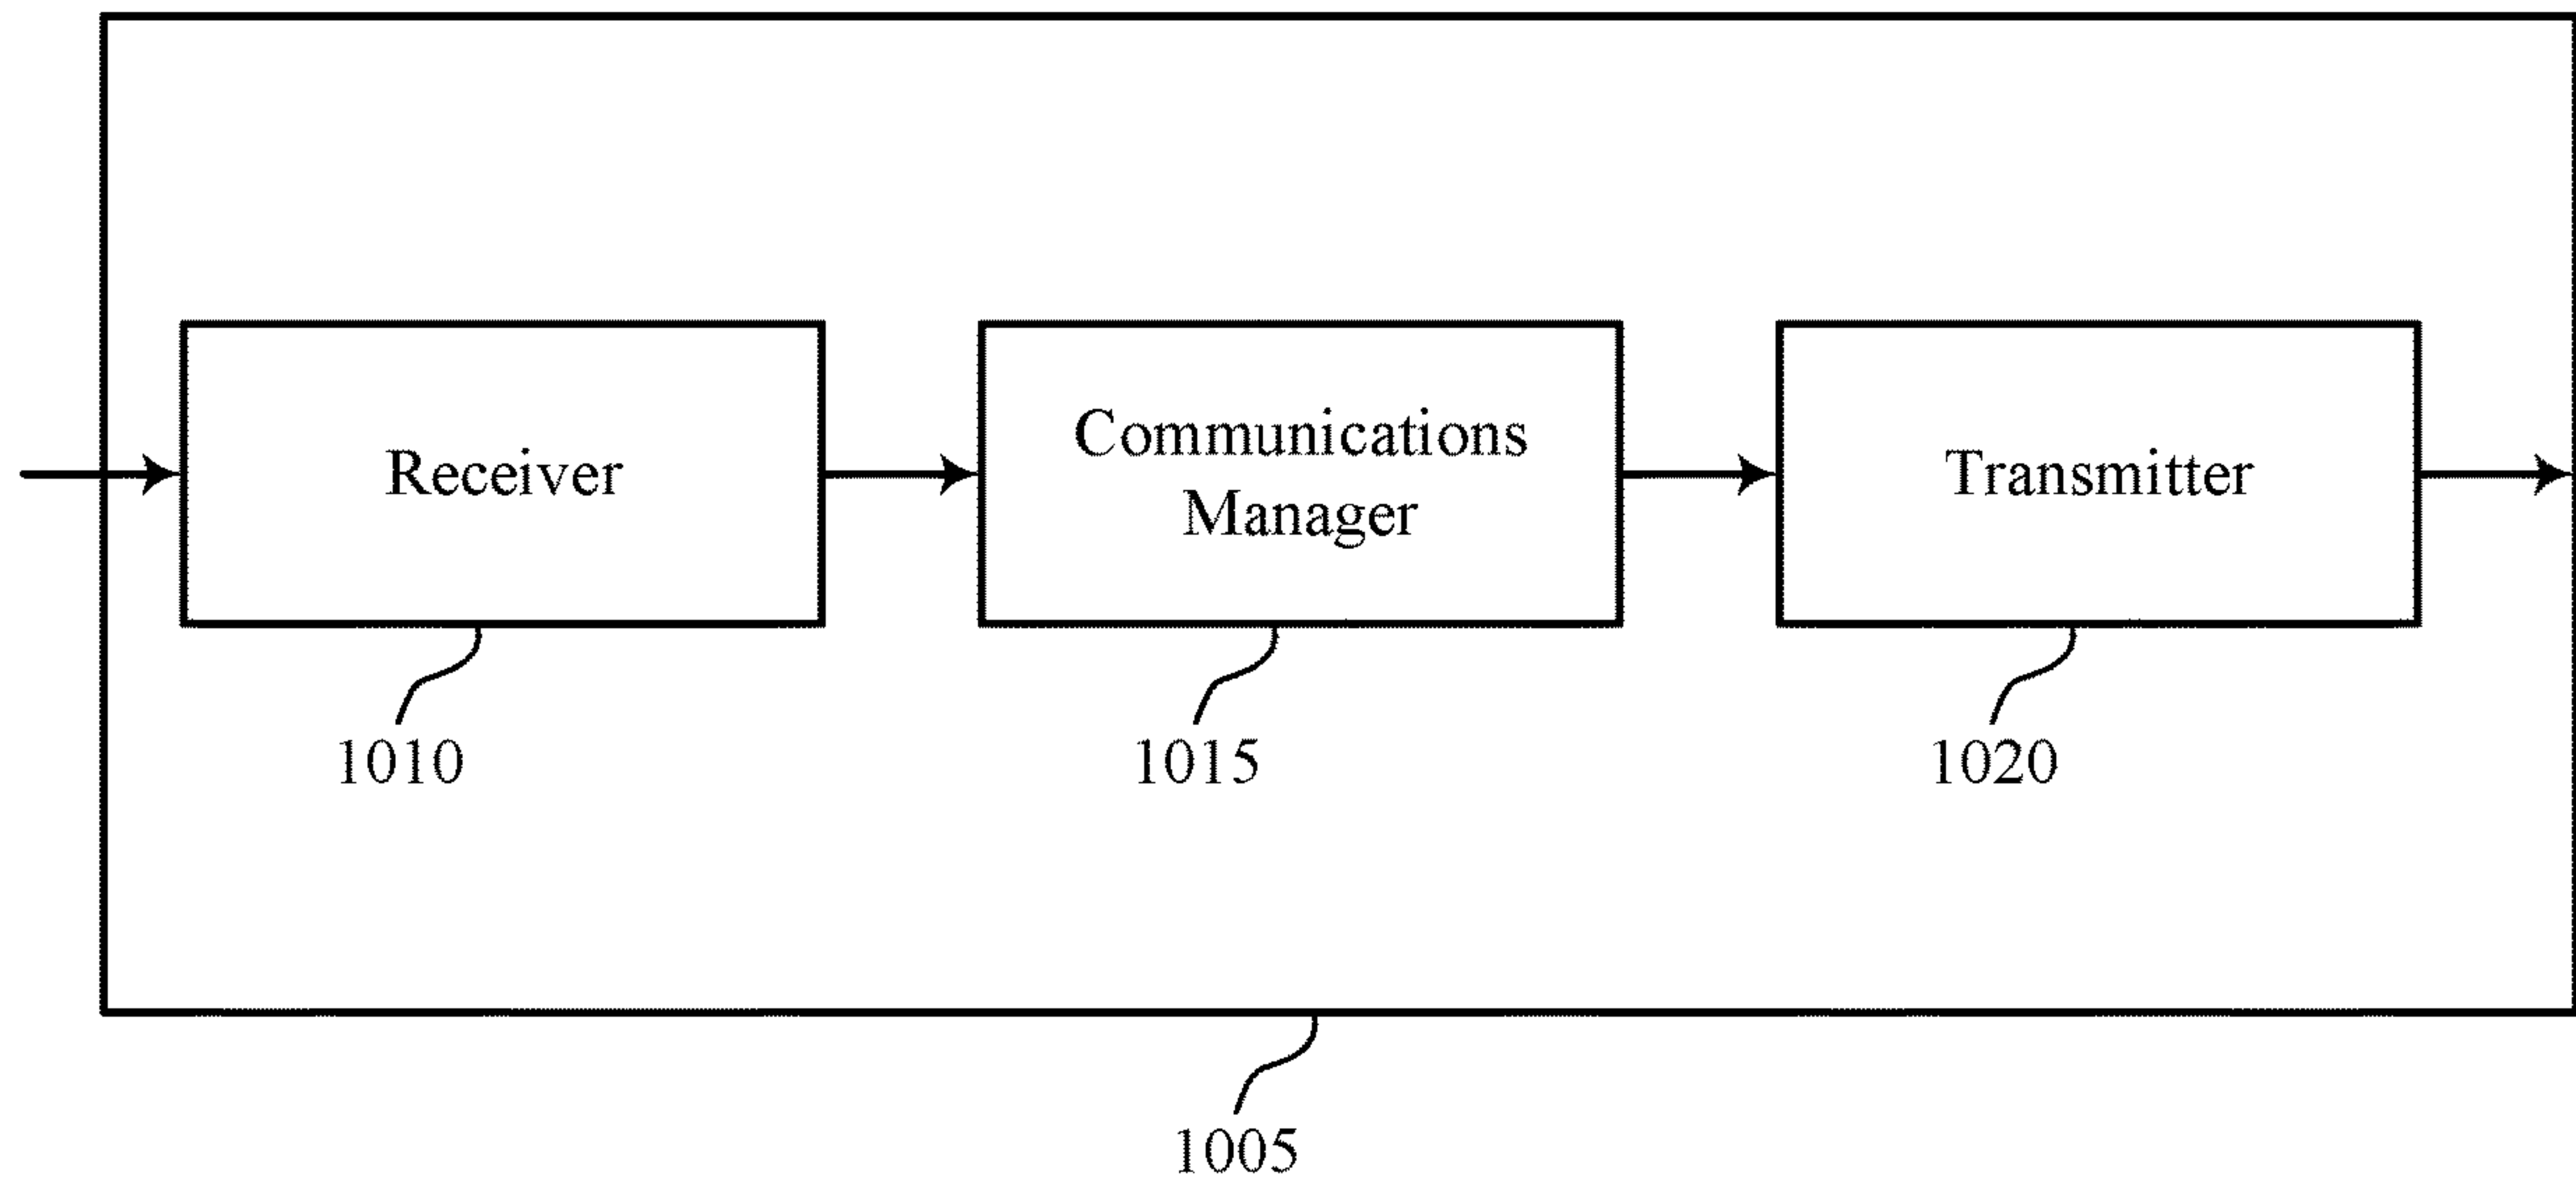 Receiver
Communications
Manager
Transmitter
1010
1015
1020
1005